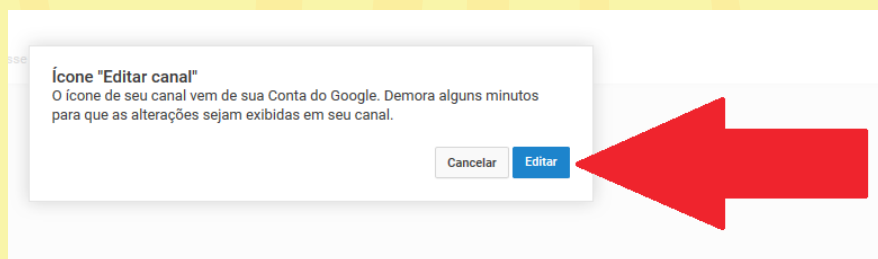 sse
Ícone "Editar canal"
O ícone de seu canal vem de sua Conta do Google. Demora alguns minutos
para que as alterações sejam exibidas em seu canal.
Cancelar Editar